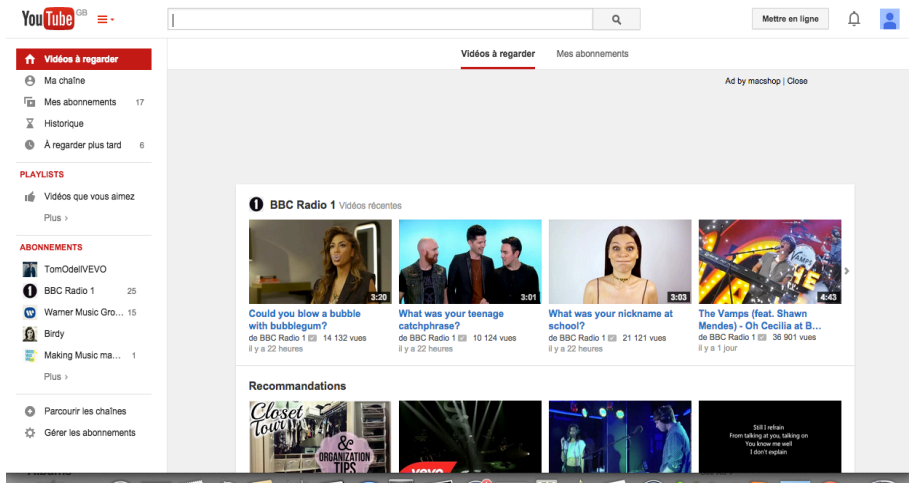 YouTube GB
Mettre en ligne
Vidéos à regarder
Mes abonnements
Vidéos à regarder
Ma chaîne
Mes abonnements 17
Historique
À regarder plus tard 6
PLAYLISTS
Vidéos que vous aimez
Plus ›
ABONNEMENTS
TomOdellVEVO
BBC Radio 1 25
Warner Music Gro... 15
Birdy
Making Music ma... 1
Plus ›
Parcourir les chaînes
Gérer les abonnements
Ad by macshop | Close
1 BBC Radio 1 Vidéos récentes
3:20
Could you blow a bubble
with bubblegum?
de BBC Radio 1 14 132 vues
il y a 22 heures
3:01
What was your teenage
catchphrase?
de BBC Radio 1 10 124 vues
il y a 22 heures
3:03
What was your nickname at
school?
de BBC Radio 1 21 121 vues
il y a 22 heures
VAMPS
4:43
The Vamps (feat. Shawn
Mendes) - Oh Cecilia at B...
de BBC Radio 1 36 901 vues
il y a 1 jour
Recommandations
Closet
Tour
&
ORGANIZATION
TIPS
vevo
Still I refrain
From talking at you, talking on
You know me well
I don't explain